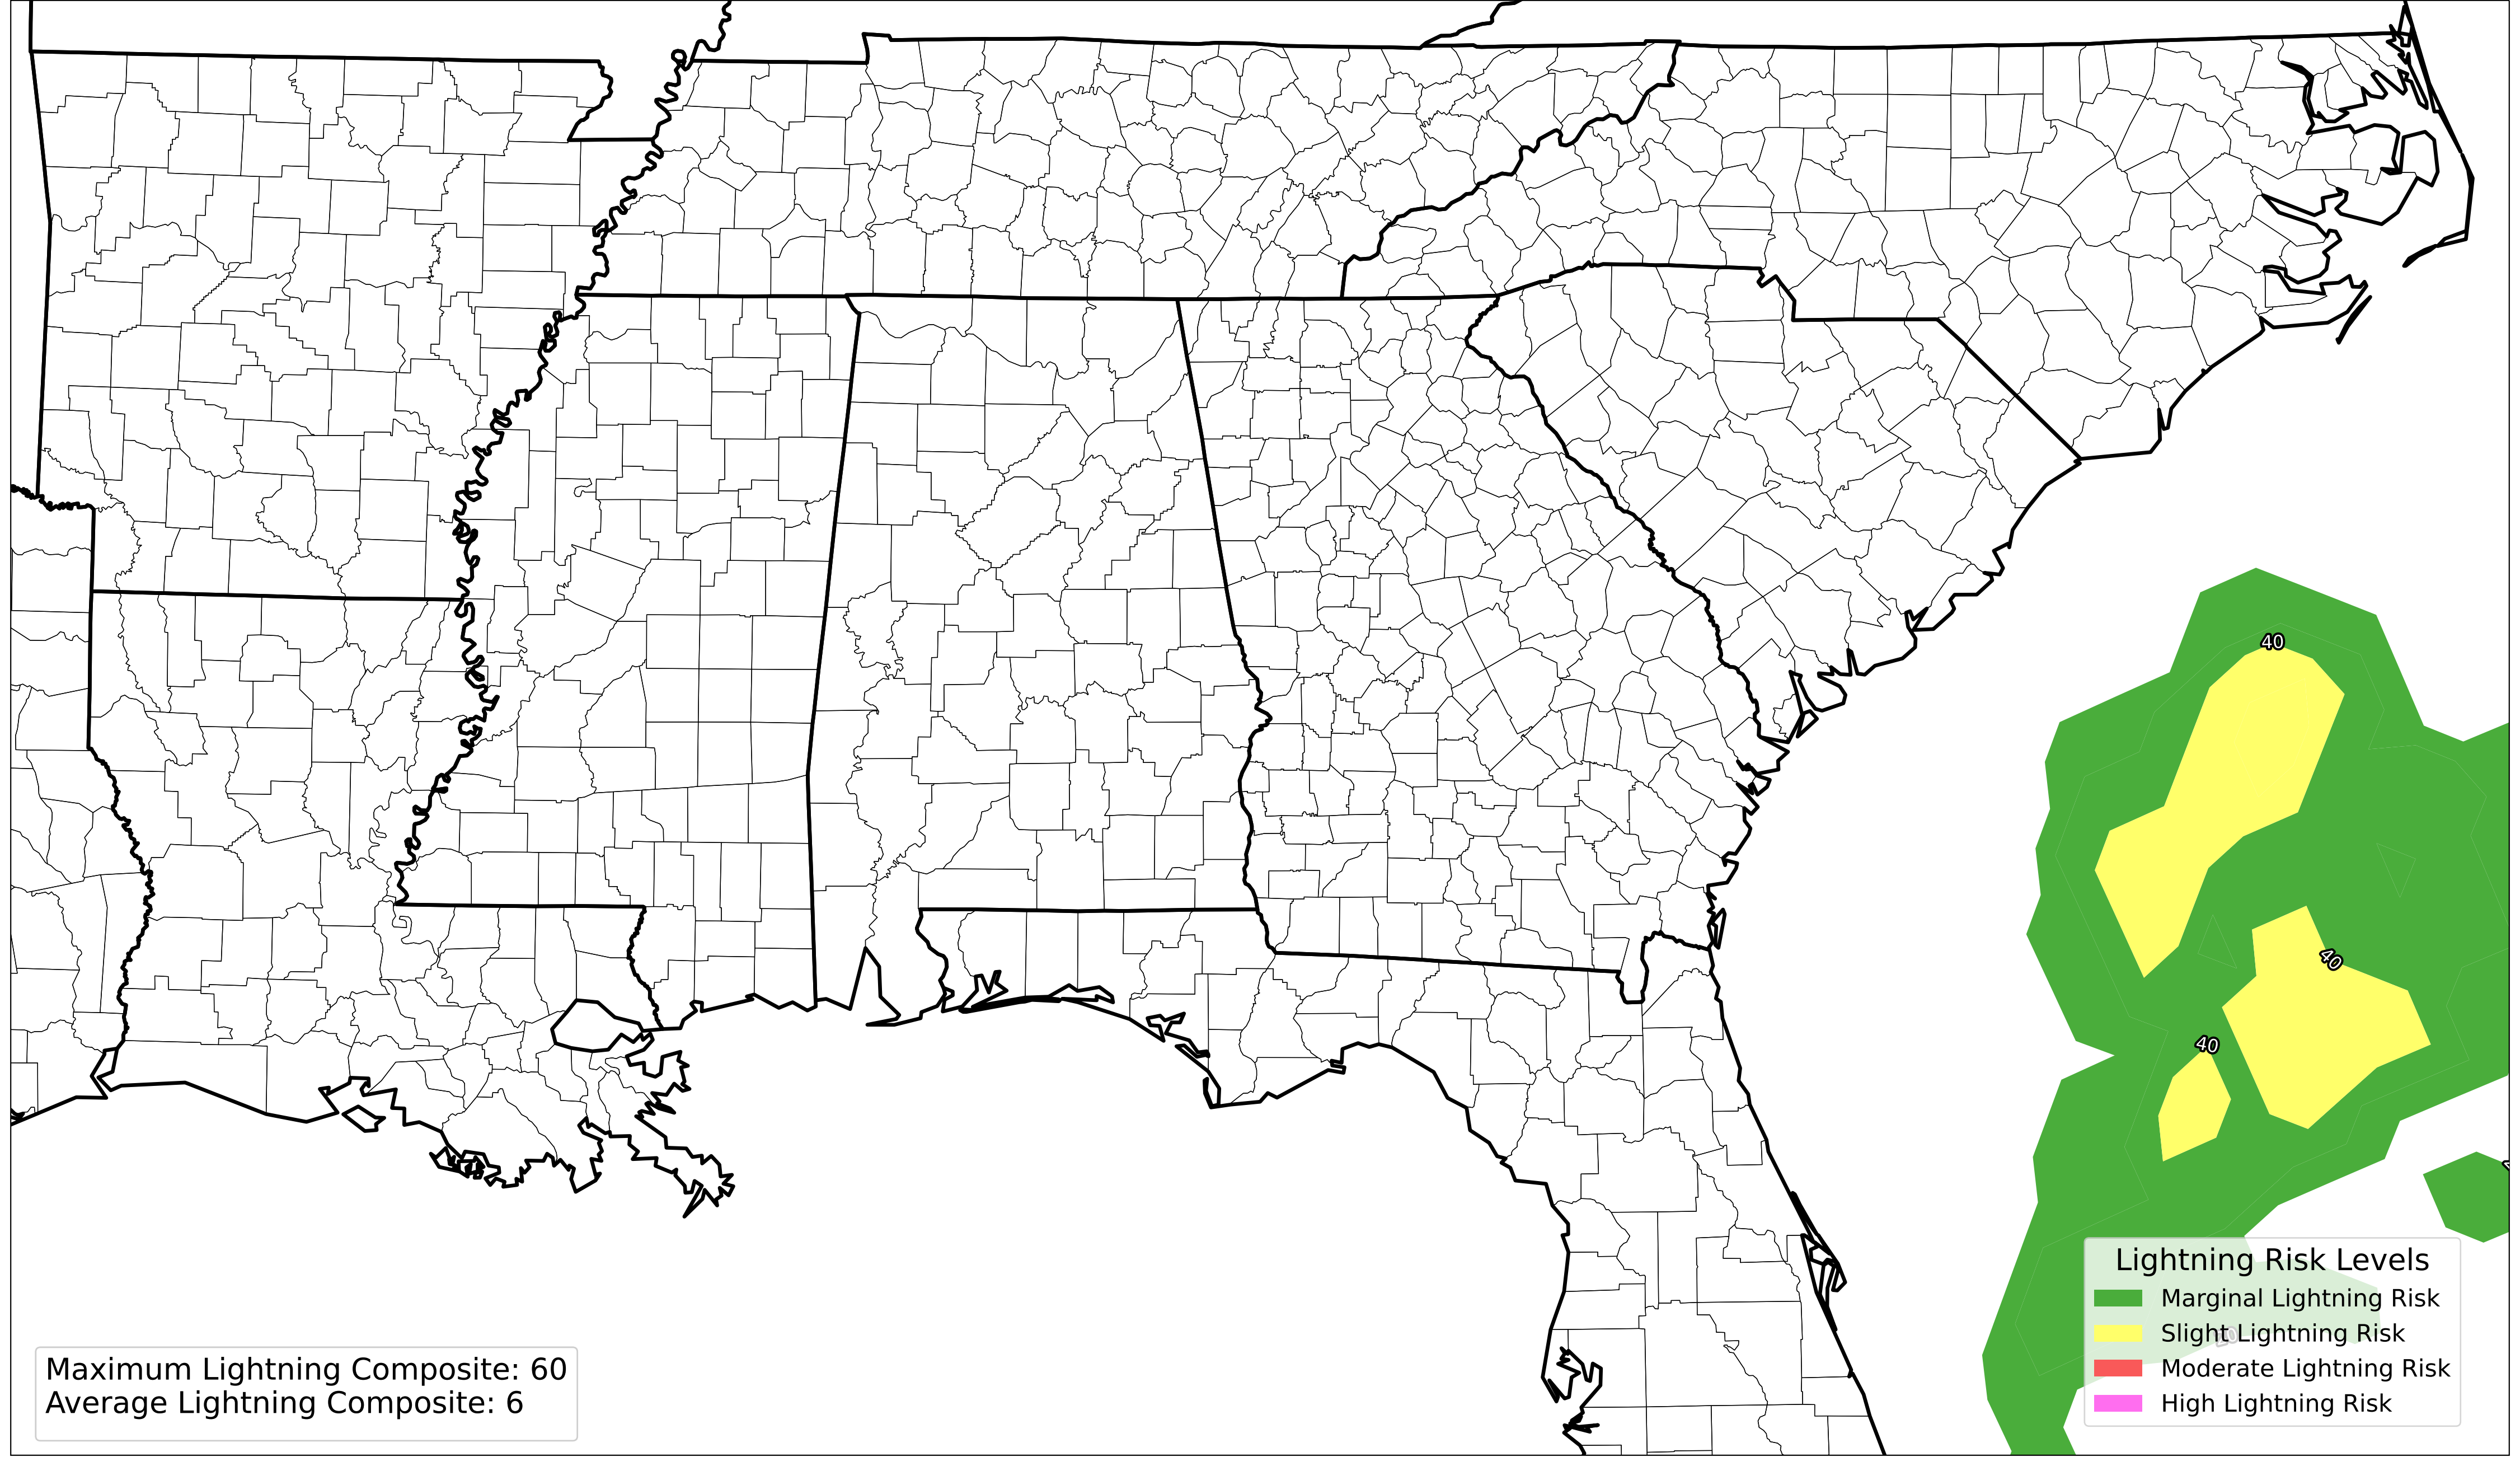 40
40
40
Lightning Risk Levels
Marginal Lightning Risk
Slight Lightning Risk
Moderate Lightning Risk
High Lightning Risk
Maximum Lightning Composite: 60
Average Lightning Composite: 6